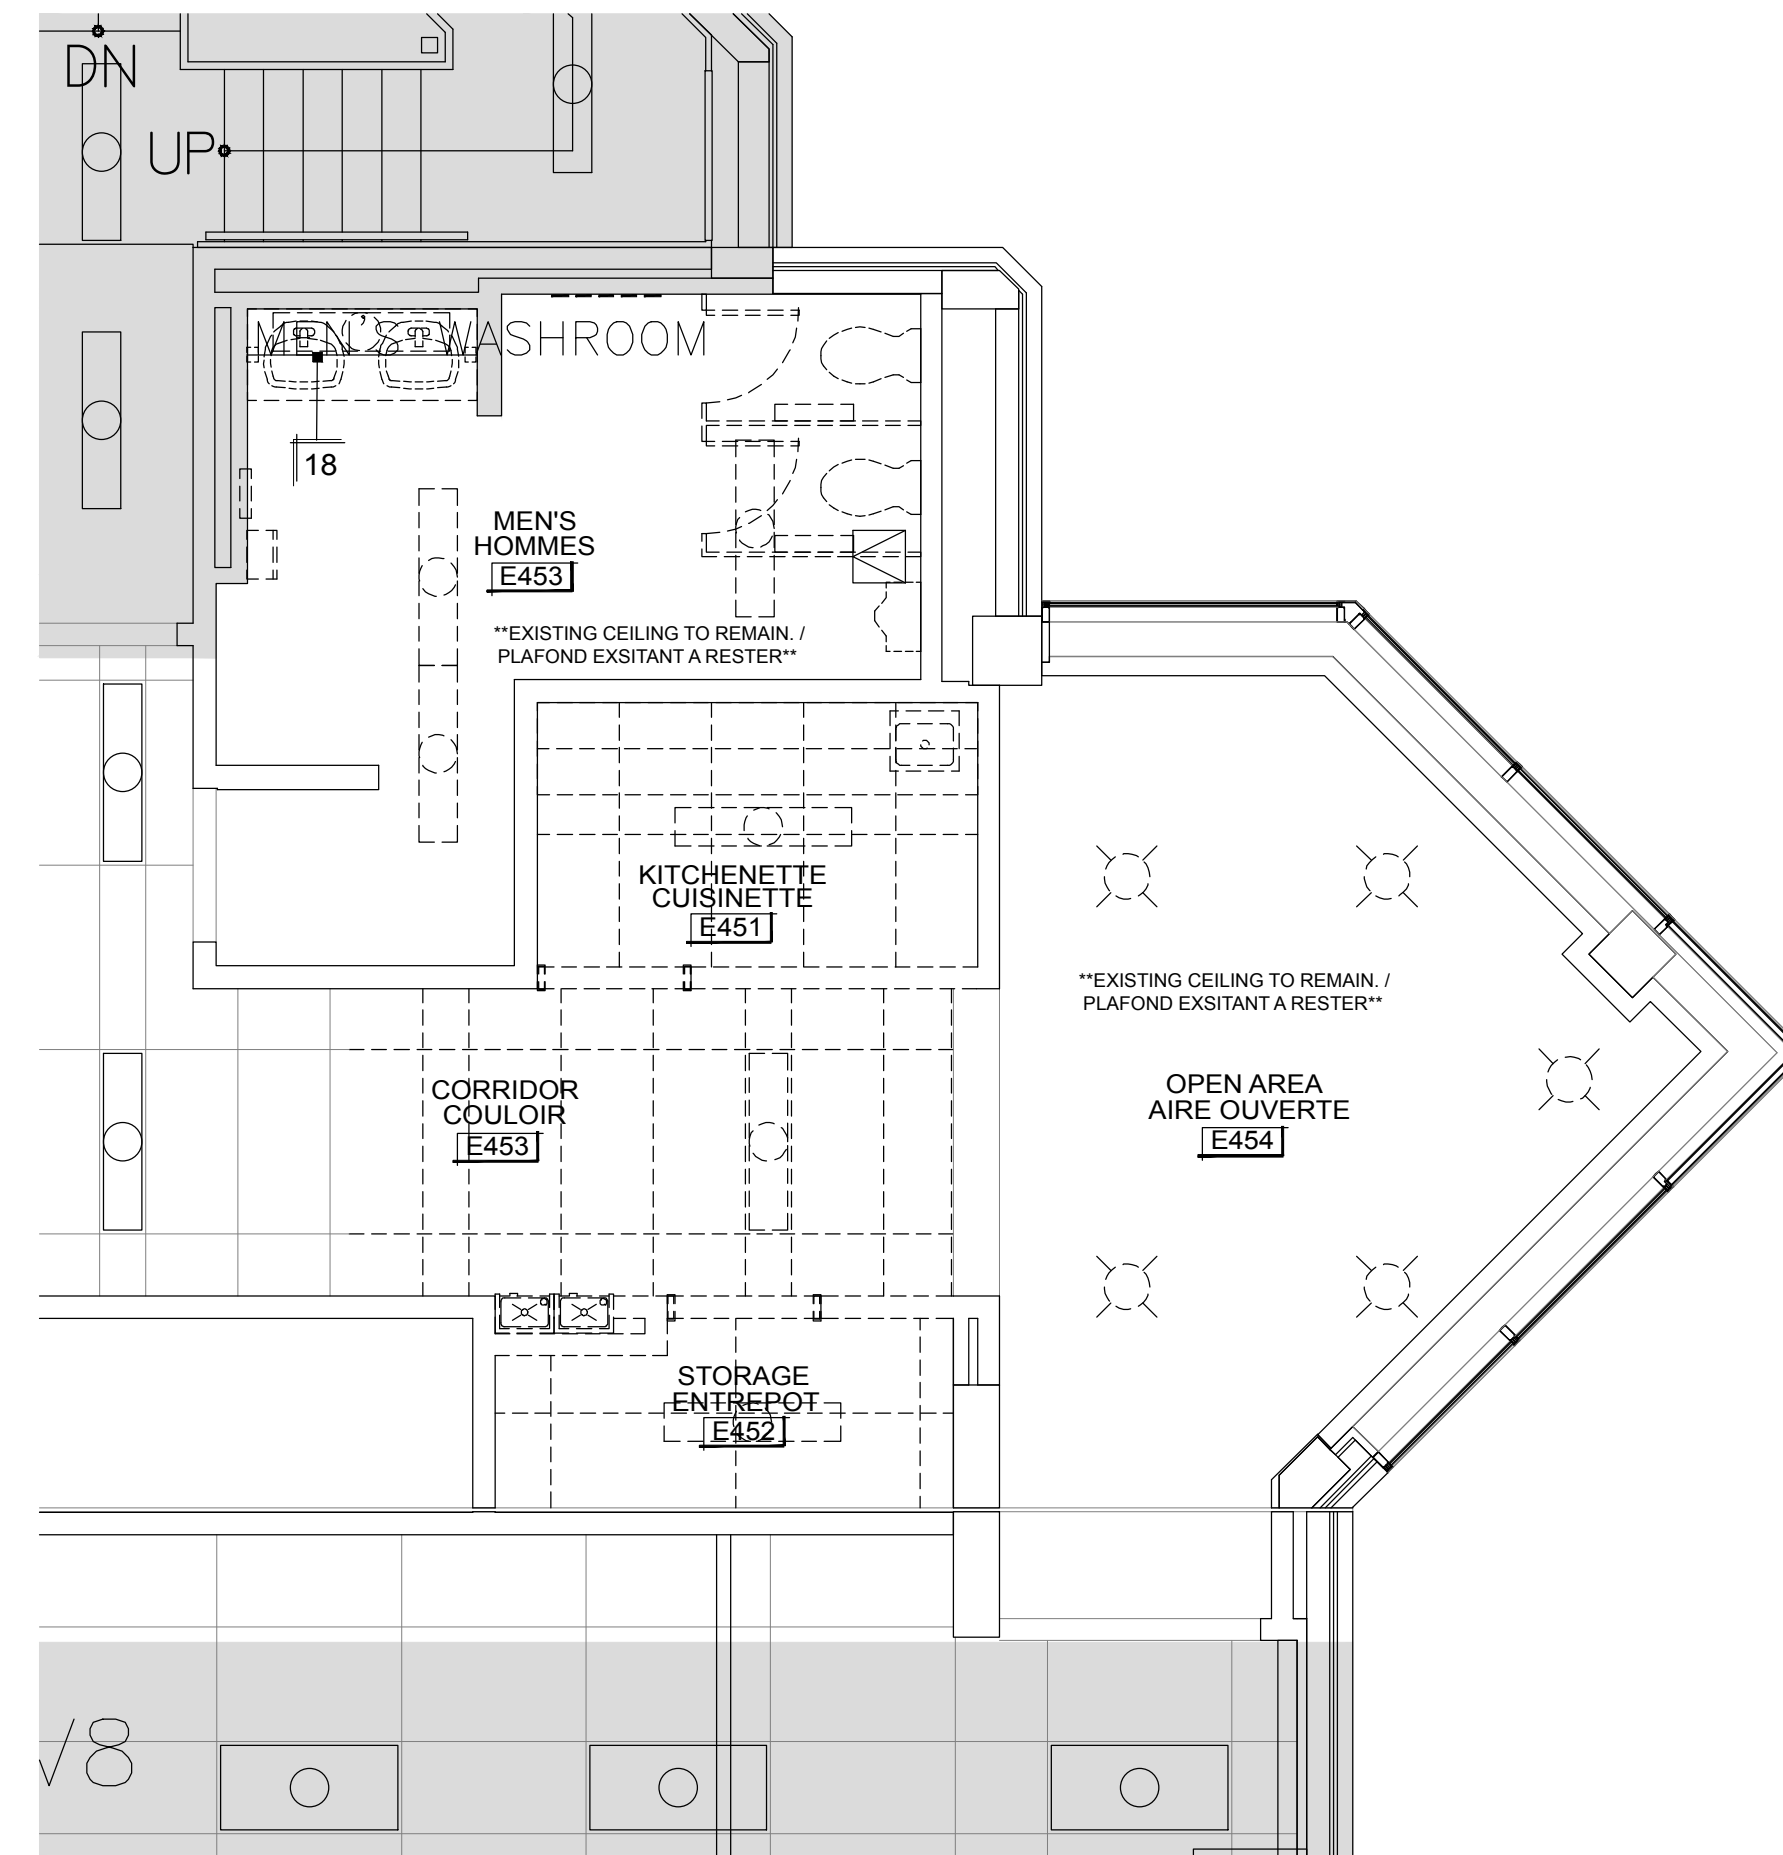 DN
UP
MEN'S WASHROOM
18
MEN'S
HOMMES
E453
**EXISTING CEILING TO REMAIN. /
PLAFOND EXSITANT A RESTER**
KITCHENETTE
CUISINETTE
E451
**EXISTING CEILING TO REMAIN. /
PLAFOND EXSITANT A RESTER**
CORRIDOR
COULOIR
E453
OPEN AREA
AIRE OUVERTE
E454
STORAGE
ENTREPOT
E452